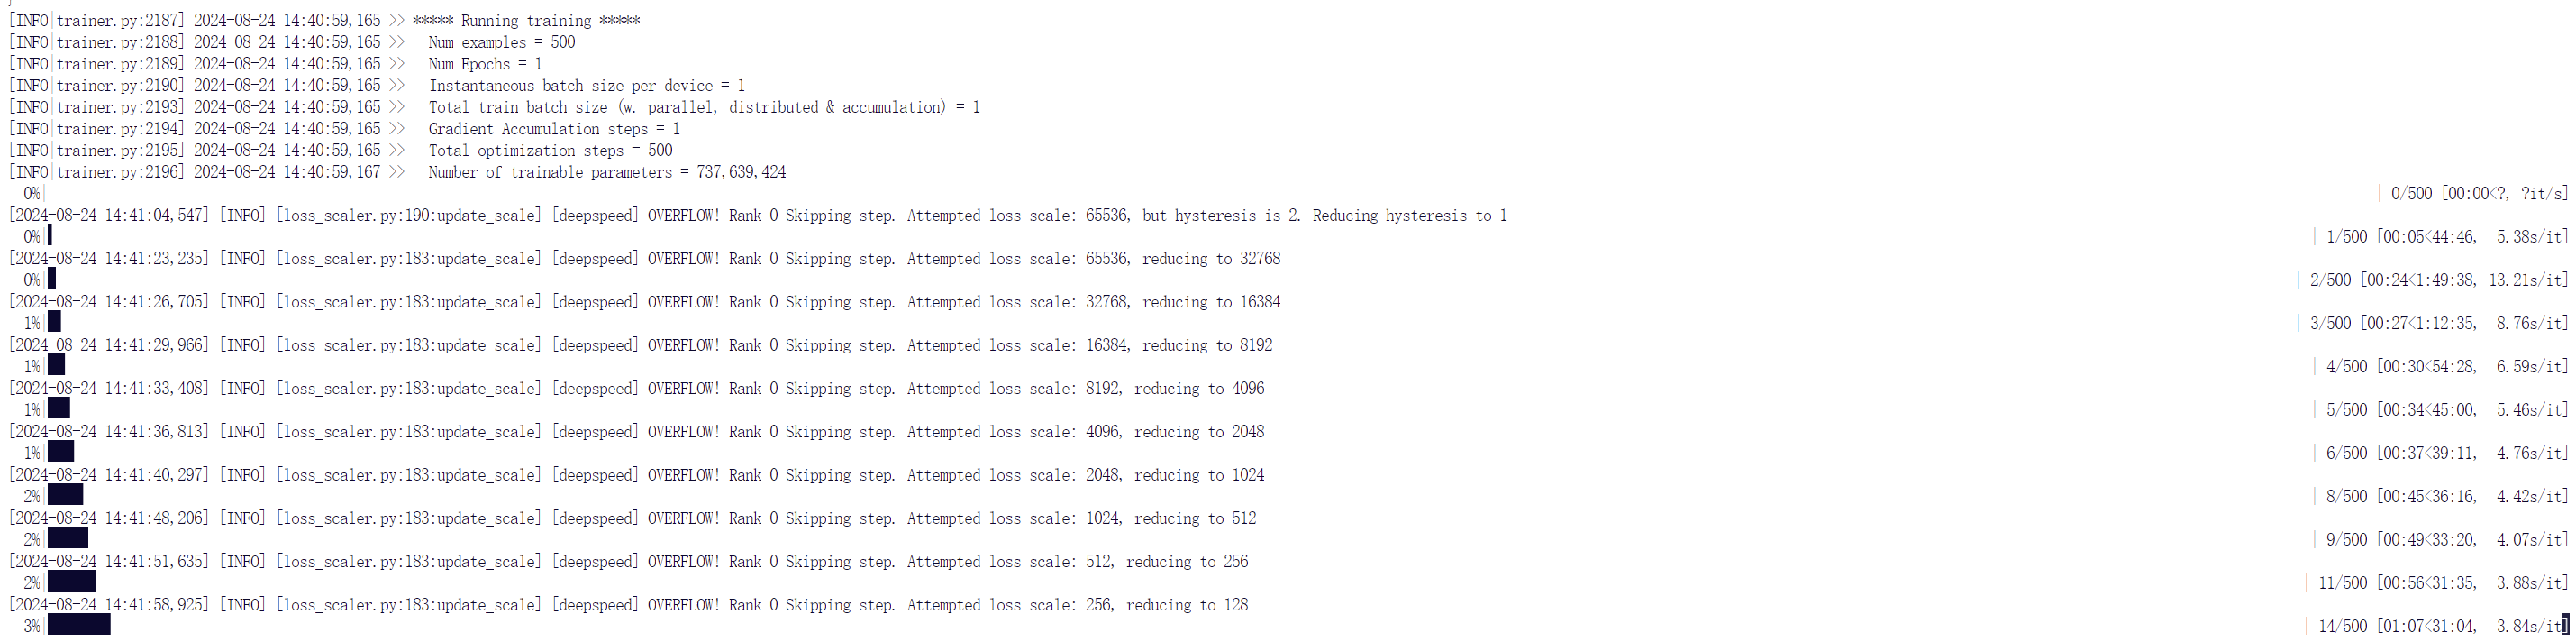 [INFO|trainer.py:2187] 2024-08-24 14:40:59,165 >> ***** Running training *****
[INFO|trainer.py:2188] 2024-08-24 14:40:59,165 >>   Num examples = 500
[INFO|trainer.py:2189] 2024-08-24 14:40:59,165 >>   Num Epochs = 1
[INFO|trainer.py:2190] 2024-08-24 14:40:59,165 >>   Instantaneous batch size per device = 1
[INFO|trainer.py:2193] 2024-08-24 14:40:59,165 >>   Total train batch size (w. parallel, distributed & accumulation) = 1
[INFO|trainer.py:2194] 2024-08-24 14:40:59,165 >>   Gradient Accumulation steps = 1
[INFO|trainer.py:2195] 2024-08-24 14:40:59,165 >>   Total optimization steps = 500
[INFO|trainer.py:2196] 2024-08-24 14:40:59,167 >>   Number of trainable parameters = 737,639,424
0%| | 0/500 [00:00<?, ?it/s]
[2024-08-24 14:41:04,547] [INFO] [loss_scaler.py:190:update_scale] [deepspeed] OVERFLOW! Rank 0 Skipping step. Attempted loss scale: 65536, but hysteresis is 2. Reducing hysteresis to 1
0%| | 1/500 [00:05<44:46,  5.38s/it]
[2024-08-24 14:41:23,235] [INFO] [loss_scaler.py:183:update_scale] [deepspeed] OVERFLOW! Rank 0 Skipping step. Attempted loss scale: 65536, reducing to 32768
0%| | 2/500 [00:24<1:49:38, 13.21s/it]
[2024-08-24 14:41:26,705] [INFO] [loss_scaler.py:183:update_scale] [deepspeed] OVERFLOW! Rank 0 Skipping step. Attempted loss scale: 32768, reducing to 16384
1%| | 3/500 [00:27<1:12:35,  8.76s/it]
[2024-08-24 14:41:29,966] [INFO] [loss_scaler.py:183:update_scale] [deepspeed] OVERFLOW! Rank 0 Skipping step. Attempted loss scale: 16384, reducing to 8192
1%| | 4/500 [00:30<54:28,  6.59s/it]
[2024-08-24 14:41:33,408] [INFO] [loss_scaler.py:183:update_scale] [deepspeed] OVERFLOW! Rank 0 Skipping step. Attempted loss scale: 8192, reducing to 4096
1%| | 5/500 [00:34<45:00,  5.46s/it]
[2024-08-24 14:41:36,813] [INFO] [loss_scaler.py:183:update_scale] [deepspeed] OVERFLOW! Rank 0 Skipping step. Attempted loss scale: 4096, reducing to 2048
1%| | 6/500 [00:37<39:11,  4.76s/it]
[2024-08-24 14:41:40,297] [INFO] [loss_scaler.py:183:update_scale] [deepspeed] OVERFLOW! Rank 0 Skipping step. Attempted loss scale: 2048, reducing to 1024
2%| | 8/500 [00:45<36:16,  4.42s/it]
[2024-08-24 14:41:48,206] [INFO] [loss_scaler.py:183:update_scale] [deepspeed] OVERFLOW! Rank 0 Skipping step. Attempted loss scale: 1024, reducing to 512
2%| | 9/500 [00:49<33:20,  4.07s/it]
[2024-08-24 14:41:51,635] [INFO] [loss_scaler.py:183:update_scale] [deepspeed] OVERFLOW! Rank 0 Skipping step. Attempted loss scale: 512, reducing to 256
2%| | 11/500 [00:56<31:35,  3.88s/it]
[2024-08-24 14:41:58,925] [INFO] [loss_scaler.py:183:update_scale] [deepspeed] OVERFLOW! Rank 0 Skipping step. Attempted loss scale: 256, reducing to 128
3%| | 14/500 [01:07<31:04,  3.84s/it]